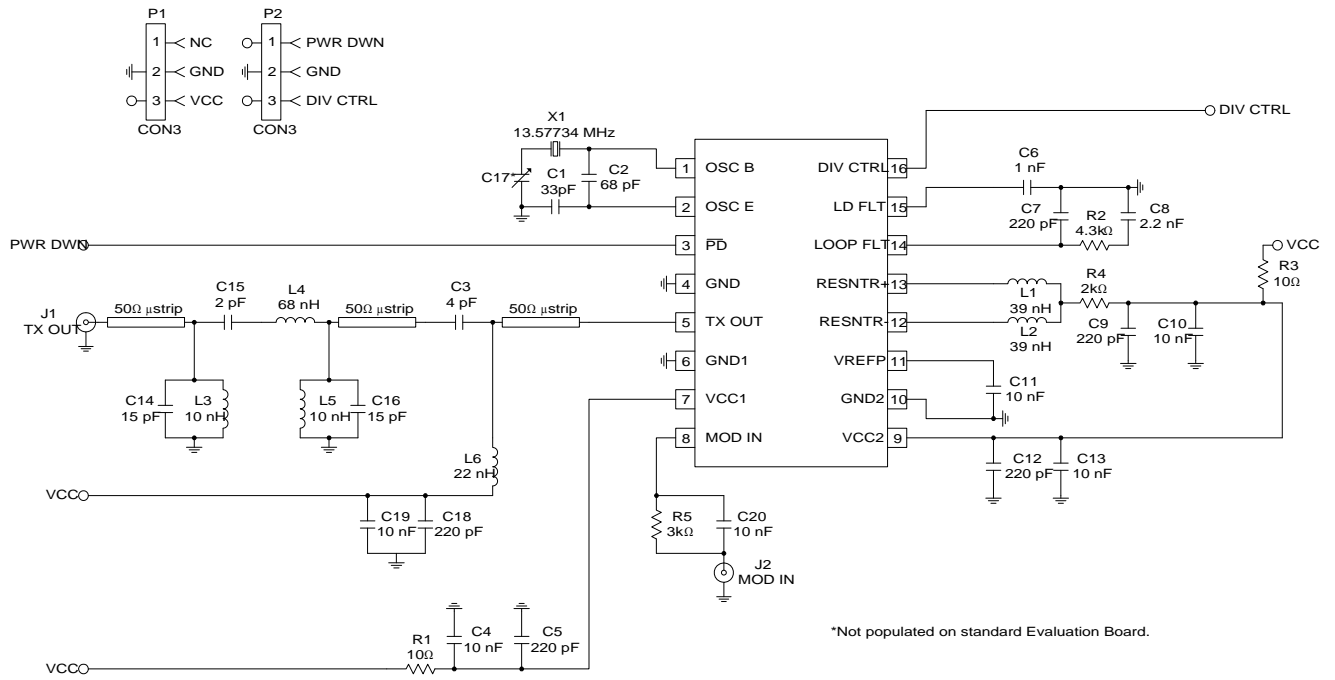 P1
1
NC
2
GND
3
VCC
CON3
P2
1
PWR DWN
2
GND
3
DIV CTRL
CON3
X1
13.57734 MHz
C17*
C1
33pF
C2
68 pF
1
OSC B
2
OSC E
3
PD
4
GND
5
TX OUT
6
GND1
7
VCC1
8
MOD IN
DIV CTRL
16
LD FLT
15
LOOP FLT
14
RESNTR+
13
RESNTR-
12
VREFP
11
GND2
10
VCC2
9
DIV CTRL
C6
1 nF
C7
220 pF
R2
4.3kΩ
C8
2.2 nF
VCC
R3
10Ω
L1
39 nH
L2
39 nH
R4
2kΩ
C9
220 pF
C10
10 nF
C11
10 nF
C12
220 pF
C13
10 nF
PWR DWN
J1
TX OUT
50Ω μstrip
C15
2 pF
L4
68 nH
50Ω μstrip
C3
4 pF
50Ω μstrip
C14
15 pF
L3
10 nH
L5
10 nH
C16
15 pF
L6
22 nH
VCC
C19
10 nF
C18
220 pF
R5
3kΩ
C20
10 nF
J2
MOD IN
VCC
R1
10Ω
C4
10 nF
C5
220 pF
*Not populated on standard Evaluation Board.